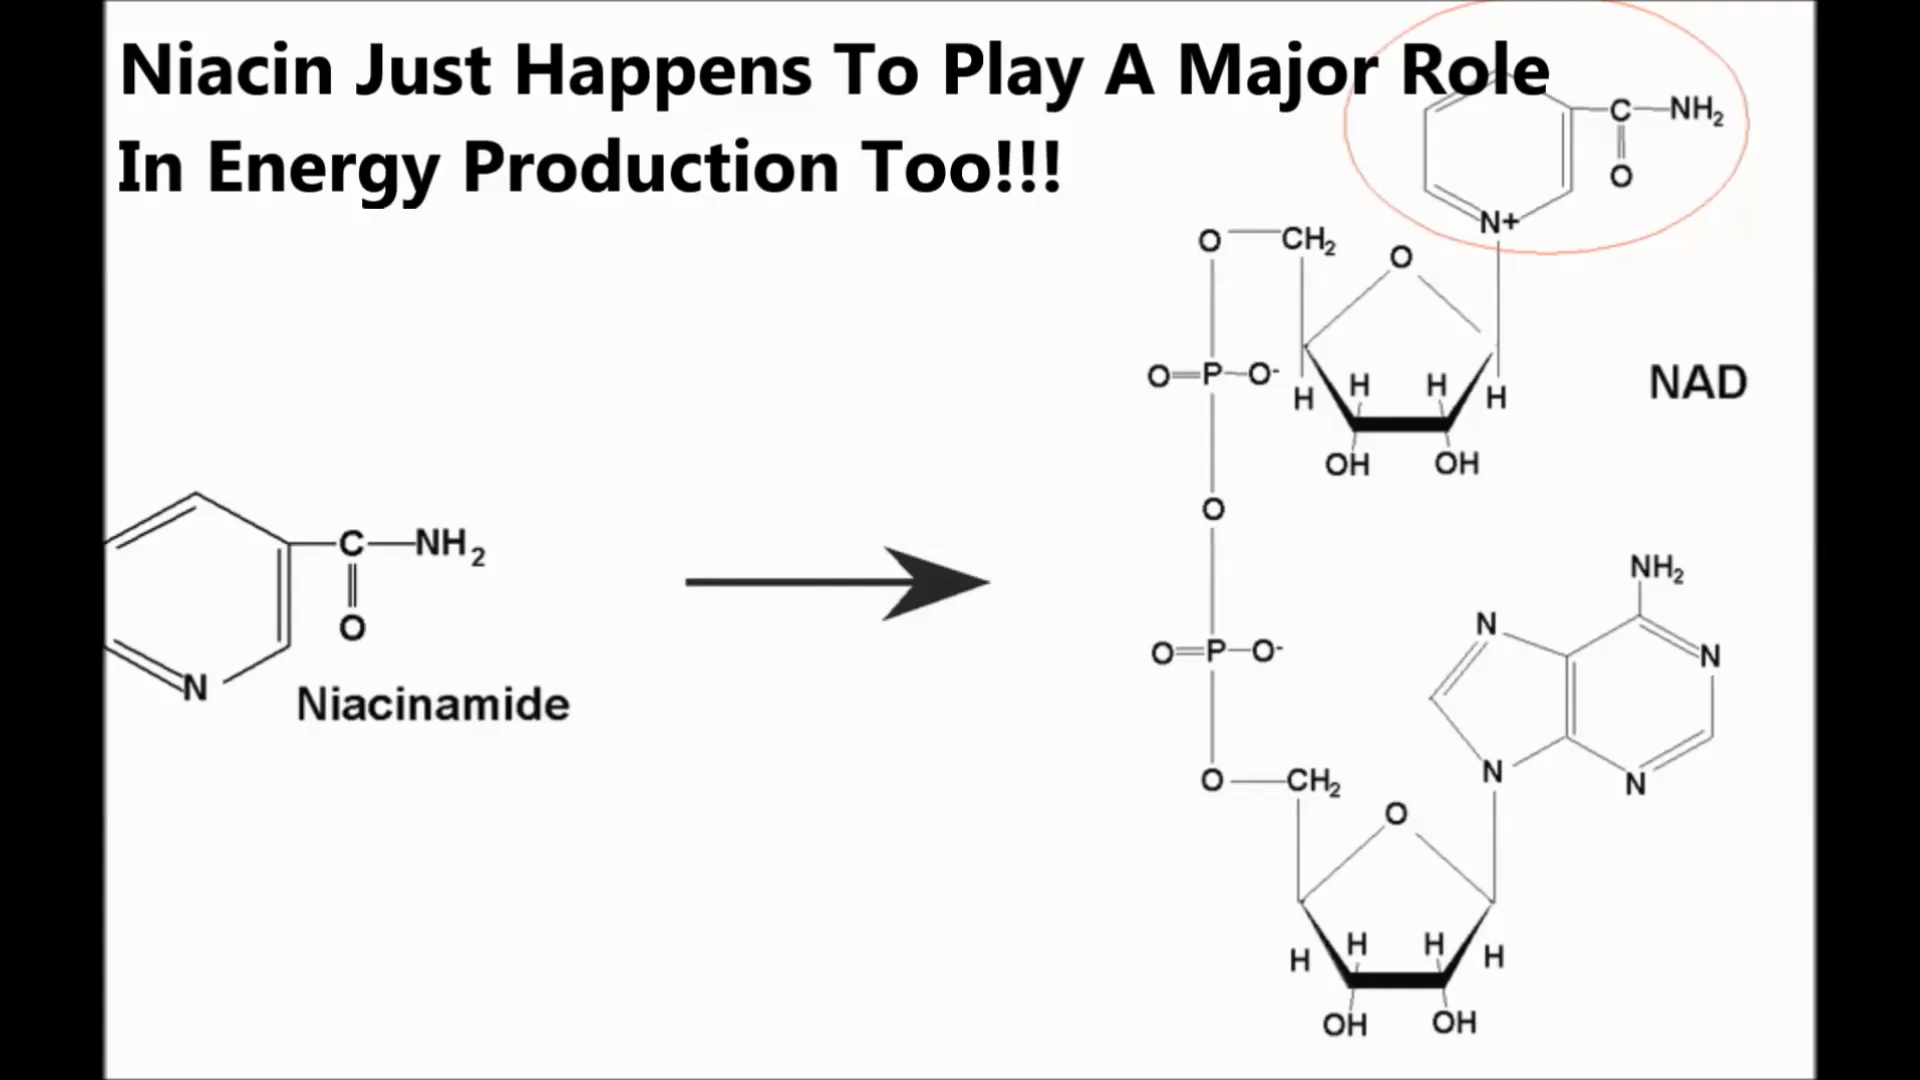 Niacin Just Happens To Play A Major Role
In Energy Production Too!!!
C NH2
O
N+
O CH2
O
O P O-
H H H H
NAD
OH OH
O
C NH2
O
N
Niacinamide
NH2
N
N
O P O-
N
N
O CH2
O
H H H H
OH OH